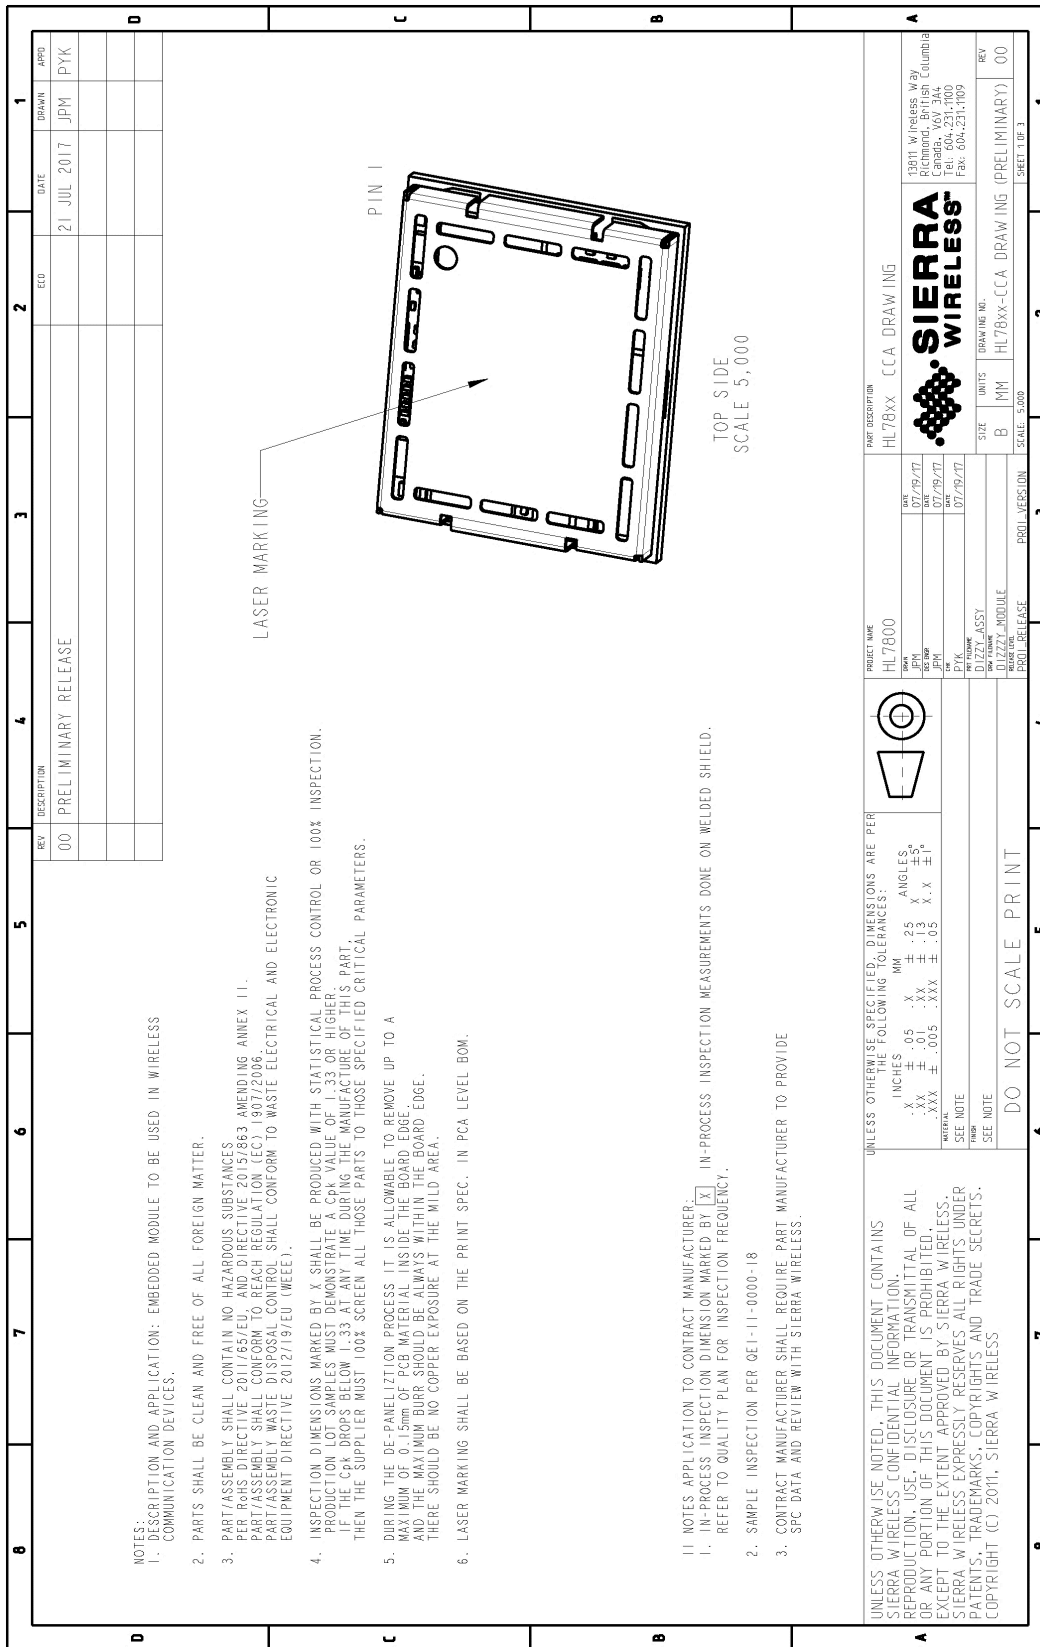 8 7 6 5 4 3 2 1
D
C
B
A
REV DESCRIPTION ECO DATE DRAWN APPD
00 PRELIMINARY RELEASE 21 JUL 2017 JPM PYK
NOTES:
1. DESCRIPTION AND APPLICATION: EMBEDDED MODULE TO BE USED IN WIRELESS
COMMUNICATION DEVICES.
2. PARTS SHALL BE CLEAN AND FREE OF ALL FOREIGN MATTER.
3. PART/ASSEMBLY SHALL CONTAIN NO HAZARDOUS SUBSTANCES
PER RoHS DIRECTIVE 2011/65/EU, AND DIRECTIVE 2015/863 AMENDING ANNEX II.
PART/ASSEMBLY SHALL CONFORM TO REACH REGULATION (EC) 1907/2006.
PART/ASSEMBLY WASTE DISPOSAL CONTROL SHALL CONFORM TO WASTE ELECTRICAL AND ELECTRONIC
EQUIPMENT DIRECTIVE 2012/19/EU (WEEE).
4. INSPECTION DIMENSIONS MARKED BY X SHALL BE PRODUCED WITH STATISTICAL PROCESS CONTROL OR 100% INSPECTION.
PRODUCTION LOT SAMPLES MUST DEMONSTRATE A Cpk VALUE OF 1.33 OR HIGHER.
IF THE Cpk DROPS BELOW 1.33 AT ANY TIME DURING THE MANUFACTURE OF THIS PART,
THEN THE SUPPLIER MUST 100% SCREEN ALL THOSE PARTS TO THOSE SPECIFIED CRITICAL PARAMETERS.
5. DURING THE DE-PANELIZTION PROCESS IT IS ALLOWABLE TO REMOVE UP TO A
MAXIMUM OF 0.15mm OF PCB MATERIAL INSIDE THE BOARD EDGE.
AND THE MAXIMUM BURR SHOULD BE ALWAYS WITHIN THE BOARD EDGE.
THERE SHOULD BE NO COPPER EXPOSURE AT THE MILD AREA.
6. LASER MARKING SHALL BE BASED ON THE PRINT SPEC. IN PCA LEVEL BOM.
LASER MARKING
PIN 1
TOP SIDE
SCALE 5,000
II NOTES APPLICATION TO CONTRACT MANUFACTURER:
1. IN-PROCESS INSPECTION DIMENSION MARKED BY X IN-PROCESS INSPECTION MEASUREMENTS DONE ON WELDED SHIELD.
REFER TO QUALITY PLAN FOR INSPECTION FREQUENCY.
2. SAMPLE INSPECTION PER QEI-11-0000-18
3. CONTRACT MANUFACTURER SHALL REQUIRE PART MANUFACTURER TO PROVIDE
SPC DATA AND REVIEW WITH SIERRA WIRELESS.
UNLESS OTHERWISE NOTED, THIS DOCUMENT CONTAINS
SIERRA WIRELESS CONFIDENTIAL INFORMATION.
REPRODUCTION, USE, DISCLOSURE OR TRANSMITTAL OF ALL
OR ANY PORTION OF THIS DOCUMENT IS PROHIBITED,
EXCEPT TO THE EXTENT APPROVED BY SIERRA WIRELESS.
SIERRA WIRELESS EXPRESSLY RESERVES ALL RIGHTS UNDER
PATENTS, TRADEMARKS, COPYRIGHTS AND TRADE SECRETS.
COPYRIGHT (C) 2011, SIERRA WIRELESS
UNLESS OTHERWISE SPECIFIED, DIMENSIONS ARE PER
THE FOLLOWING TOLERANCES:
INCHES MM ANGLES
.X ± .05 .X ± .25 X ±5°
.XX ± .01 .XX ± .13 X.X ±1°
.XXX ± .005 .XXX ± .05
MATERIAL
SEE NOTE
FINISH
SEE NOTE
DO NOT SCALE PRINT
PROJECT NAME
HL7800
DRAWN
JPM
DATE
07/19/17
DES ENGR
JPM
DATE
07/19/17
CHK
PYK
DATE
07/19/17
PRT FILENAME
DIZZY_ASSY
DRW FILENAME
DIZZZY_MODULE
RELEASE LEVEL
PROI_RELEASE PROI_VERSION
PART DESCRIPTION
HL78xx CCA DRAWING
SIERRA
WIRELESS™
13811 Wireless Way
Richmond, British Columbia
Canada, V6V 3A4
Tel: 604.231.1100
Fax: 604.231.1109
SIZE UNITS DRAWING NO. REV
B MM HL78xx-CCA DRAWING (PRELIMINARY) 00
SCALE: 5.000 SHEET 1 OF 3